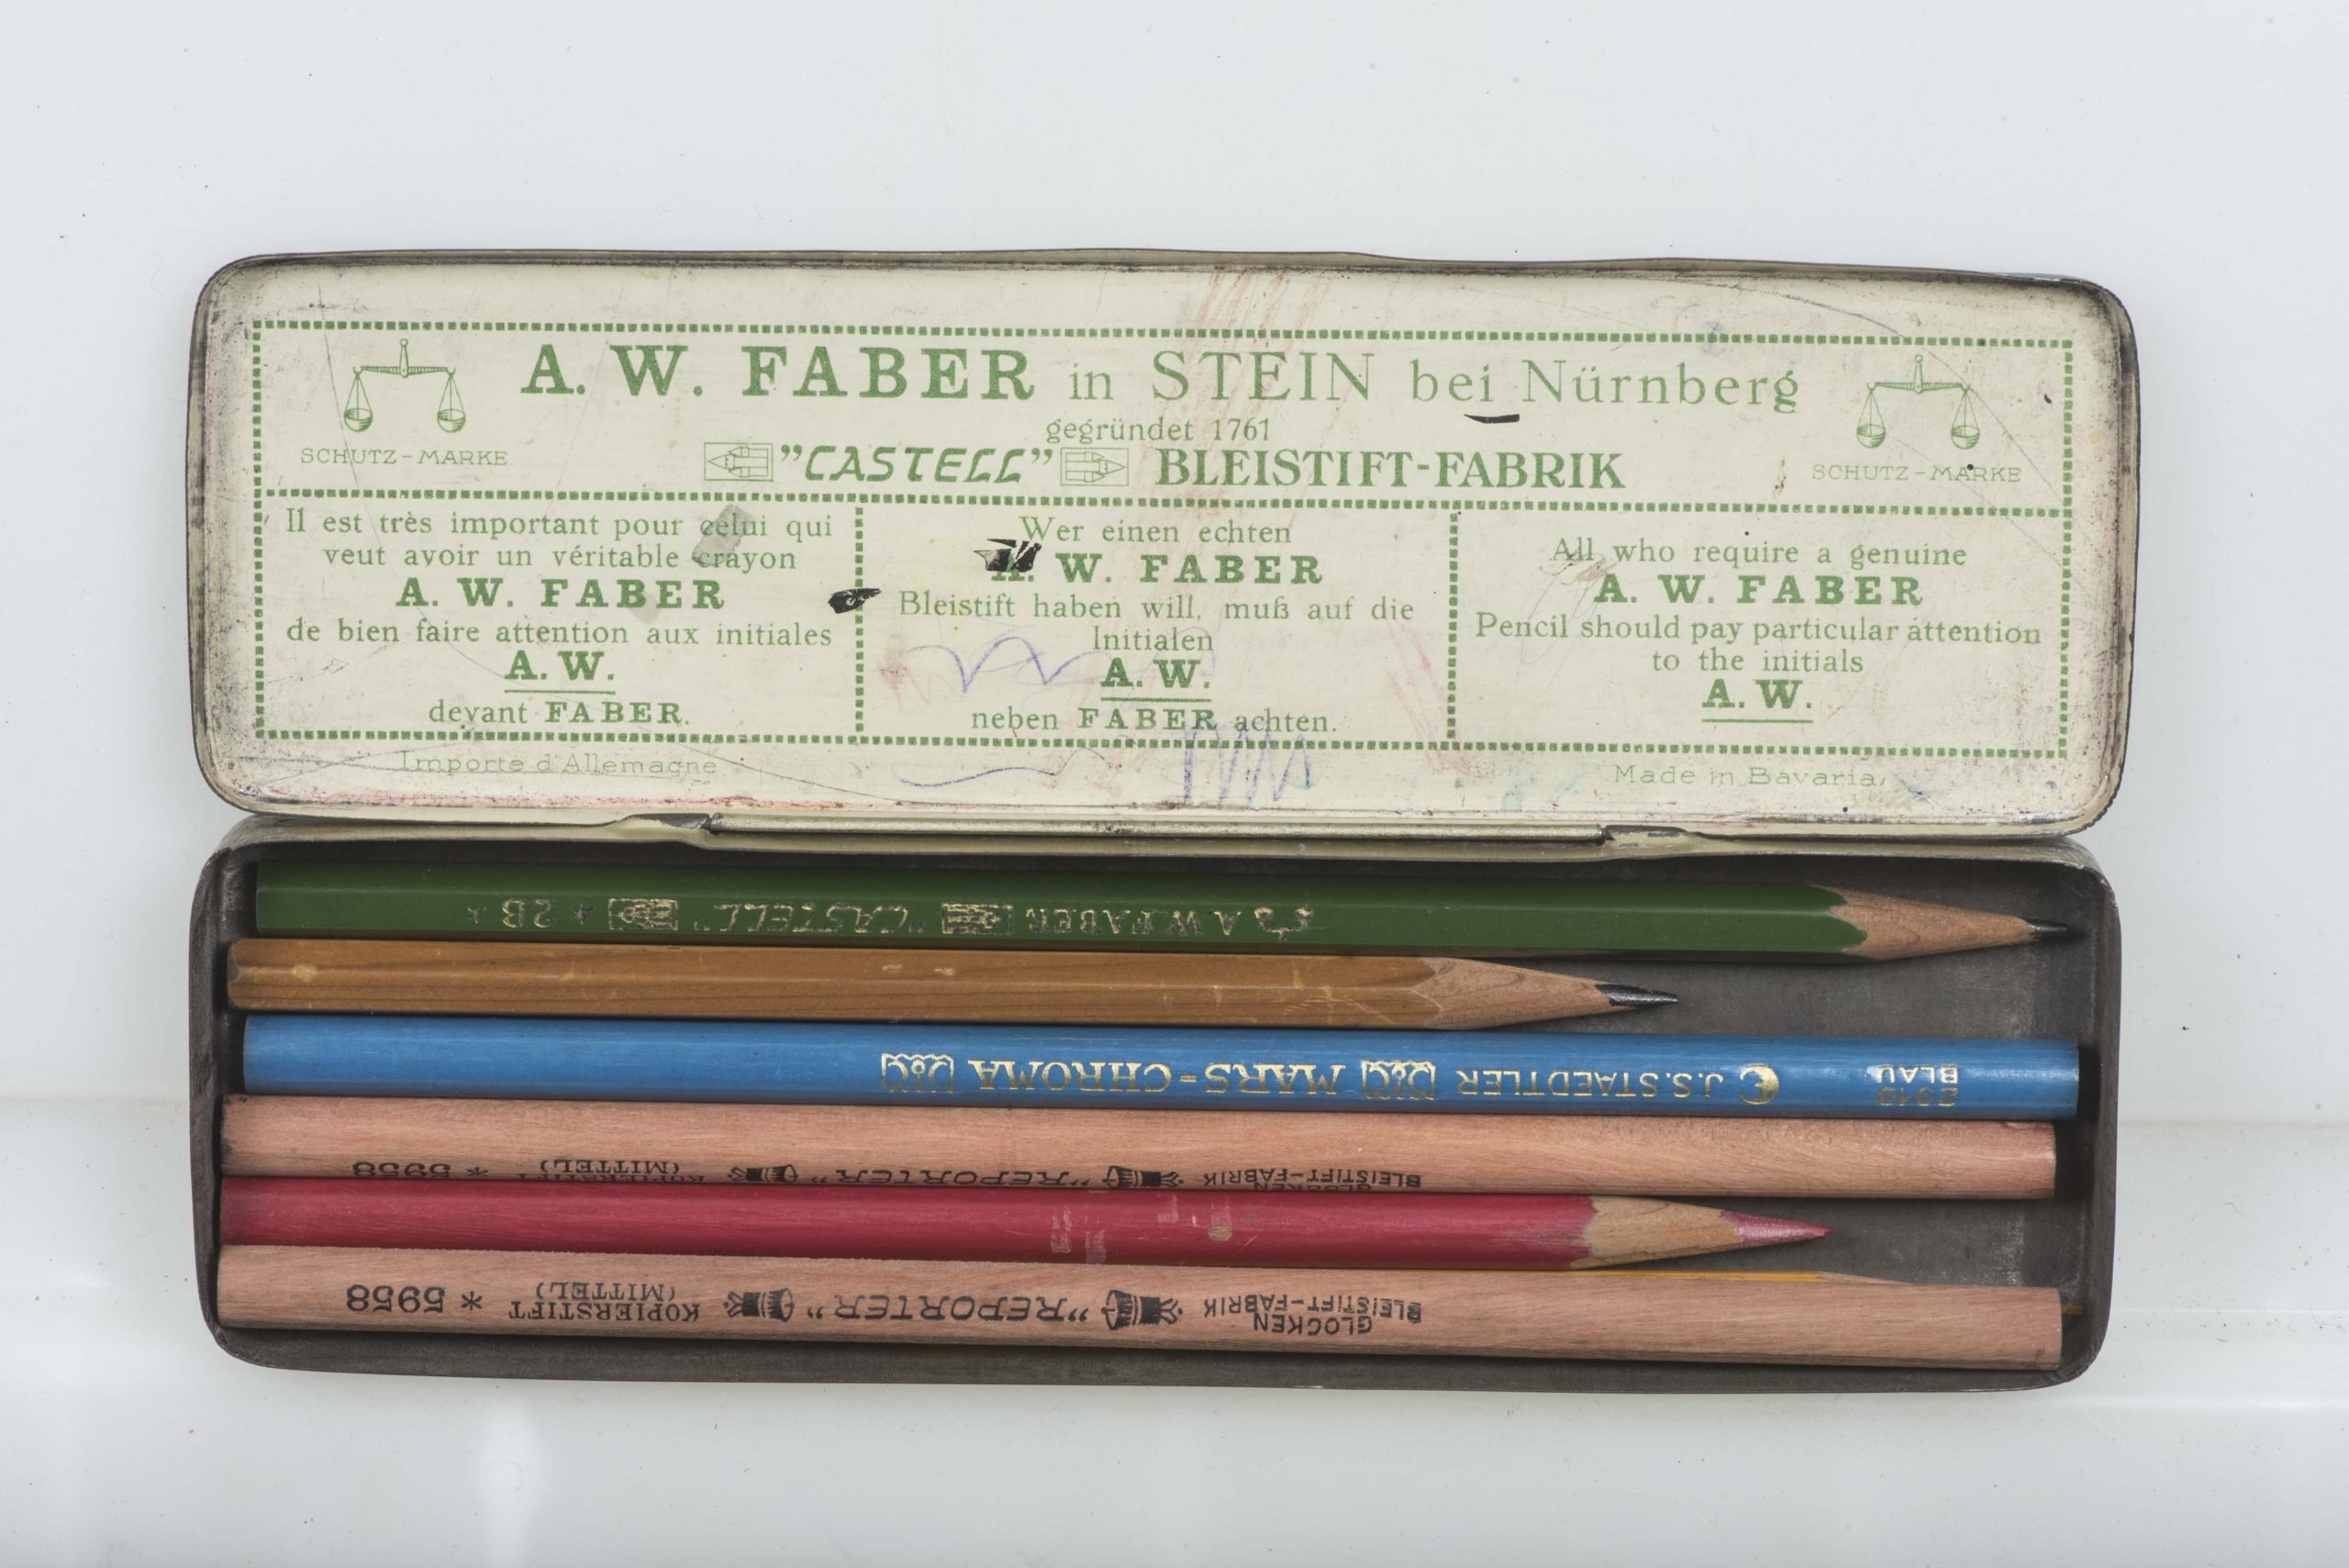 A. W. FABER in STEIN bei Nürnberg
gegründet 1761
"CASTELL" BLEISTIFT-FABRIK
SCHUTZ-MARKE
SCHUTZ-MARKE
Il est très important pour celui qui
veut avoir un véritable crayon
A. W. FABER
de bien faire attention aux initiales
A. W.
devant FABER.
Wer einen echten
A. W. FABER
Bleistift haben will, muß auf die
Initialen
A. W.
neben FABER achten.
All who require a genuine
A. W. FABER
Pencil should pay particular attention
to the initials
A. W.
Importé d'Allemagne
Made in Bavaria
A.W.FABER "CASTELL" * 2B *
2919
BLAU
J.S.STAEDTLER MARS-CHROMA
GLOCKEN
BLEISTIFT-FABRIK
"REPORTER"
KOPIERSTIFT
(MITTEL)
* 5958
GLOCKEN
BLEISTIFT-FABRIK
"REPORTER"
KOPIERSTIFT
(MITTEL)
* 5958